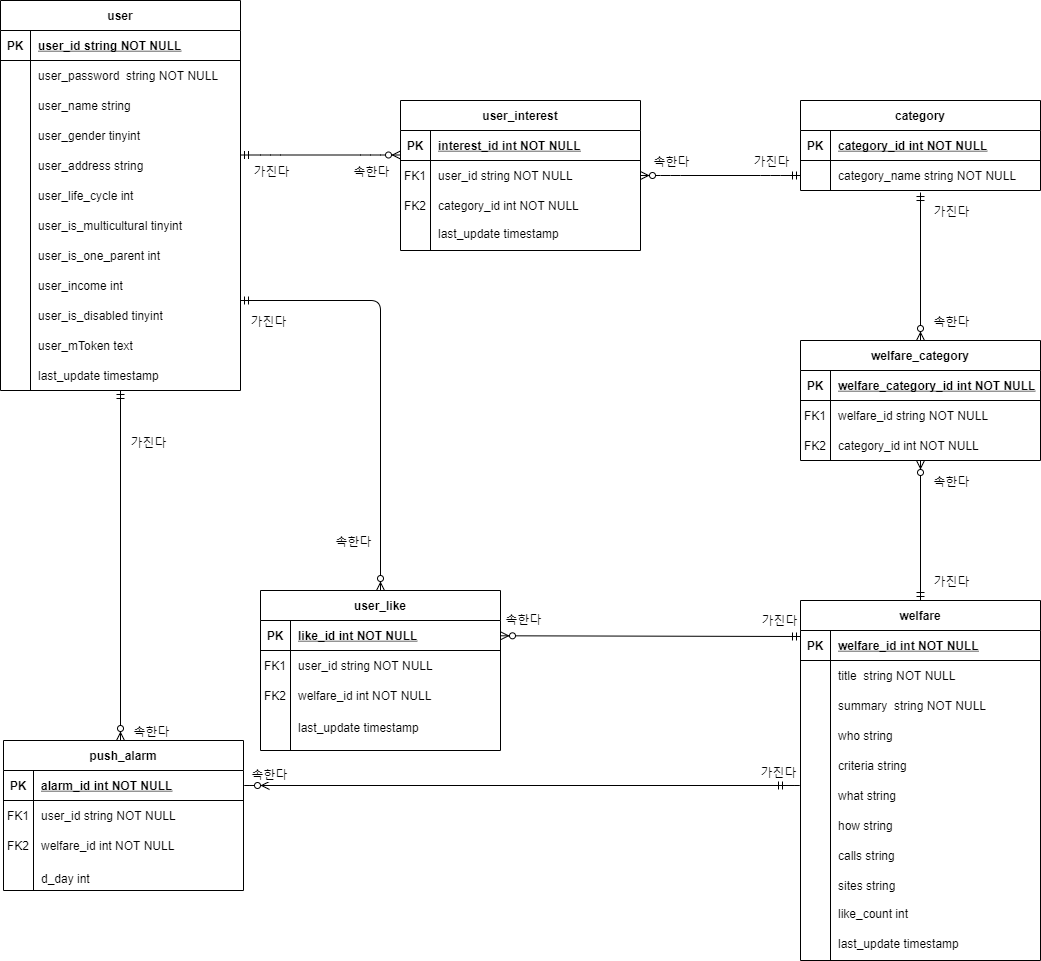 user
PK user_id string NOT NULL
user_password  string NOT NULL
user_name string
user_gender tinyint
user_address string
user_life_cycle int
user_is_multicultural tinyint
user_is_one_parent int
user_income int
user_is_disabled tinyint
user_mToken text
last_update timestamp
가진다
속한다
user_interest
PK interest_id int NOT NULL
FK1 user_id string NOT NULL
FK2 category_id int NOT NULL
last_update timestamp
속한다
가진다
category
PK category_id int NOT NULL
category_name string NOT NULL
가진다
속한다
welfare_category
PK welfare_category_id int NOT NULL
FK1 welfare_id string NOT NULL
FK2 category_id int NOT NULL
속한다
가진다
가진다
속한다
user_like
PK like_id int NOT NULL
FK1 user_id string NOT NULL
FK2 welfare_id int NOT NULL
last_update timestamp
속한다
가진다
welfare
PK welfare_id int NOT NULL
title  string NOT NULL
summary  string NOT NULL
who string
criteria string
what string
how string
calls string
sites string
like_count int
last_update timestamp
가진다
속한다
push_alarm
PK alarm_id int NOT NULL
FK1 user_id string NOT NULL
FK2 welfare_id int NOT NULL
d_day int
속한다
가진다